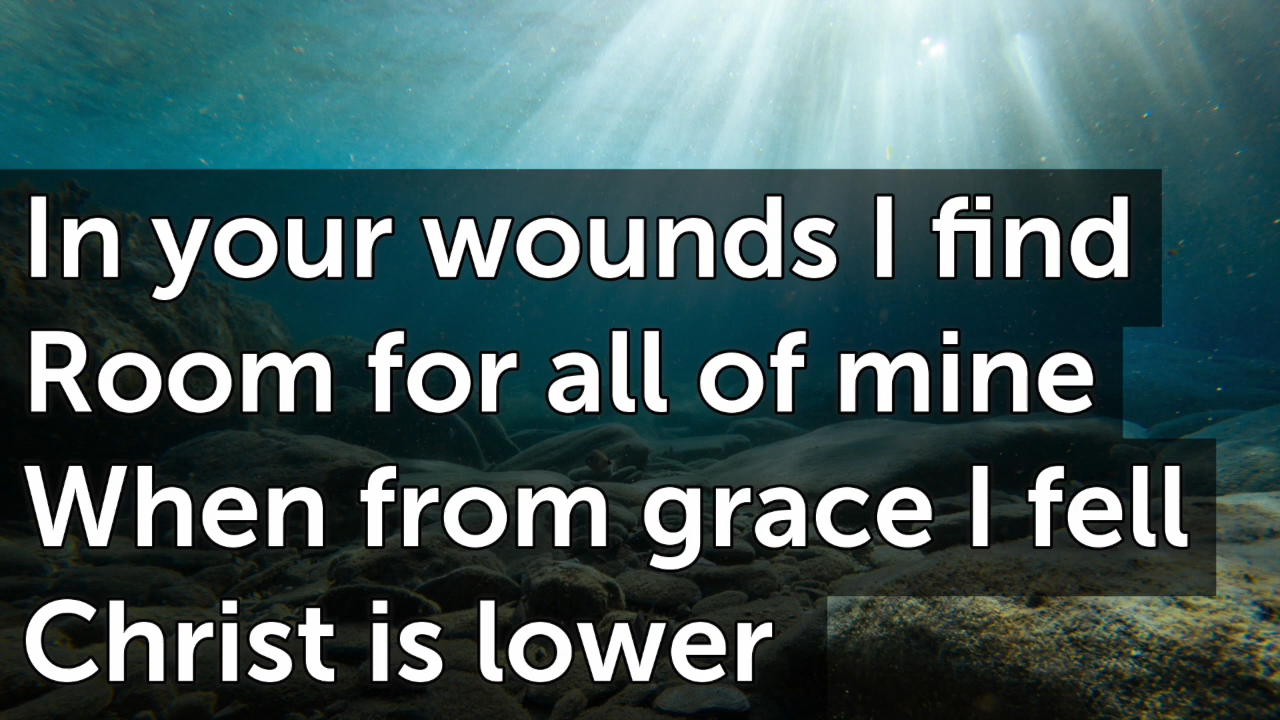 In your wounds I find
Room for all of mine
When from grace I fell
Christ is lower